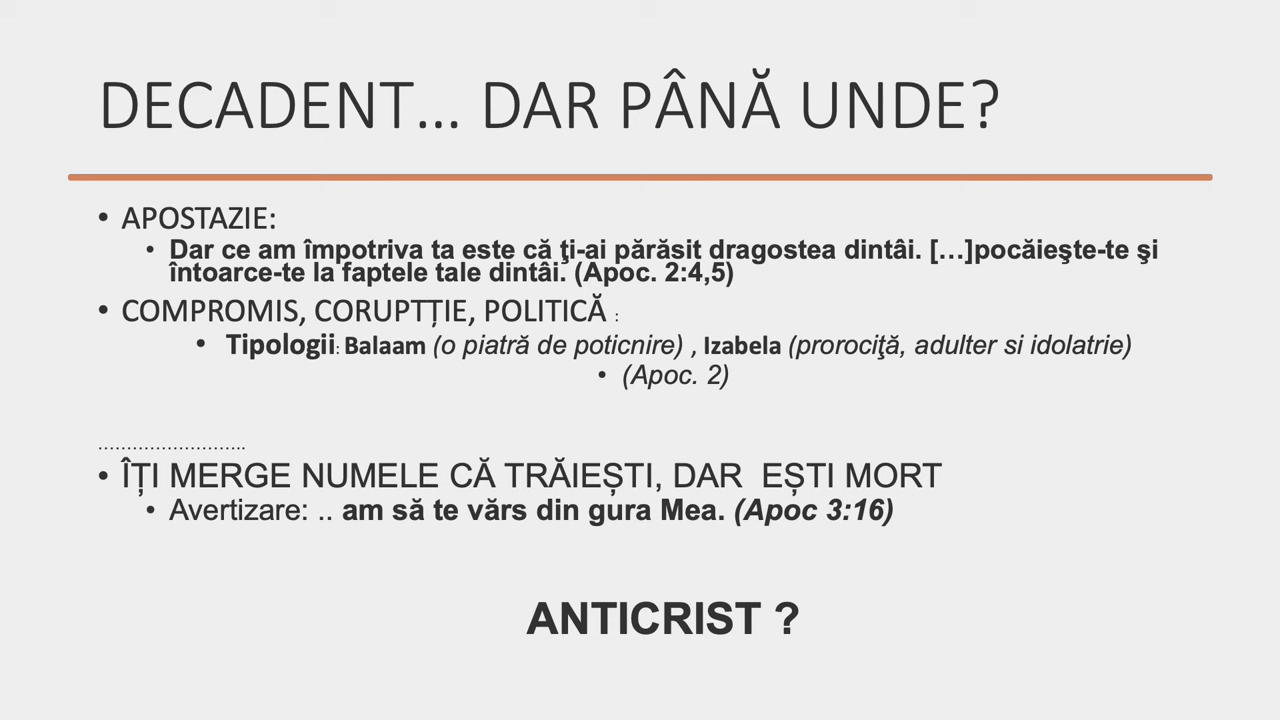 DECADENT... DAR PÂNĂ UNDE?
• APOSTAZIE:
• Dar ce am împotriva ta este că ţi-ai părăsit dragostea dintâi. […]pocăieşte-te şi
întoarce-te la faptele tale dintâi. (Apoc. 2:4,5)
• COMPROMIS, CORUPTȚIE, POLITICĂ :
• Tipologii: Balaam (o piatră de poticnire) , Izabela (prorociţă, adulter si idolatrie)
• (Apoc. 2)
……………………..
• ÎȚI MERGE NUMELE CĂ TRĂIEȘTI, DAR  EȘTI MORT
• Avertizare: .. am să te vărs din gura Mea. (Apoc 3:16)
ANTICRIST ?